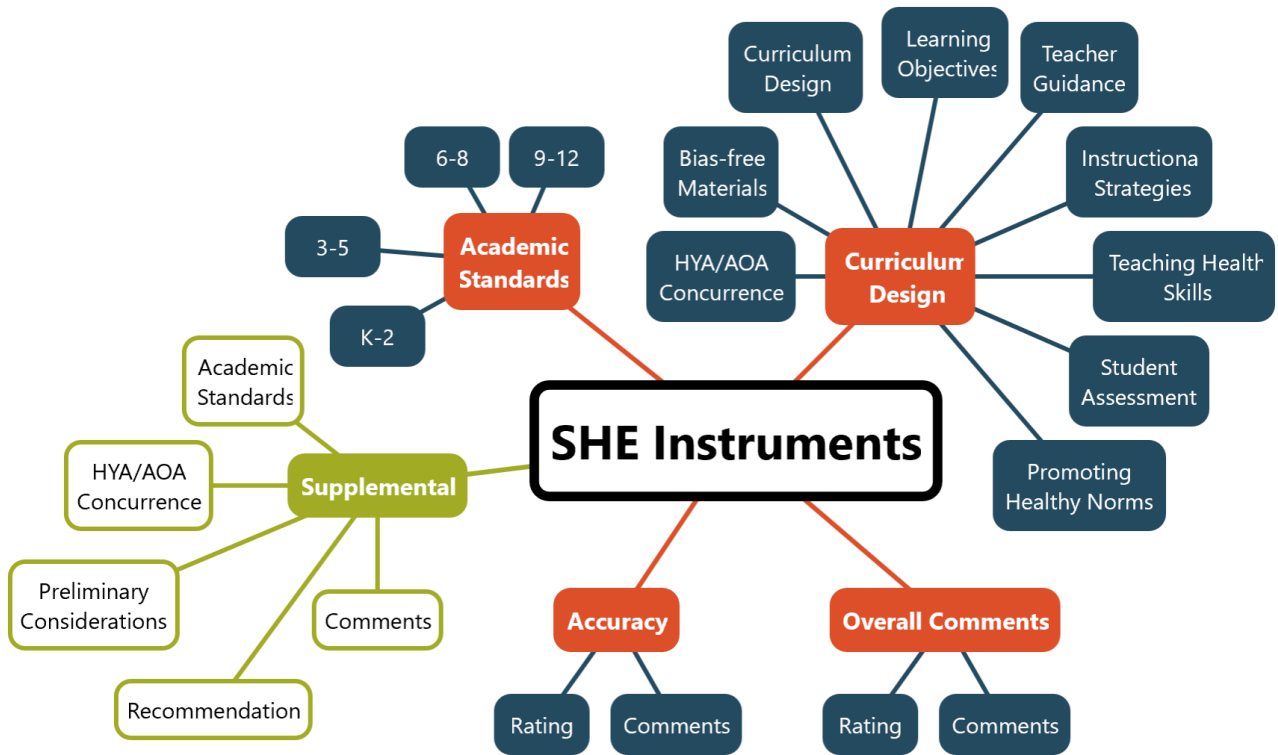 Curriculum
Design
Learning
Objectives
Teacher
Guidance
6-8
9-12
Bias-free
Materials
Instructiona
Strategies
3-5
Academic
Standards
HYA/AOA
Concurrence
Curriculum
Design
Teaching Health
Skills
K-2
Academic
Standards
Student
Assessment
SHE Instruments
HYA/AOA
Concurrence
Supplemental
Promoting
Healthy Norms
Preliminary
Considerations
Comments
Accuracy
Overall Comments
Recommendation
Rating
Comments
Rating
Comments